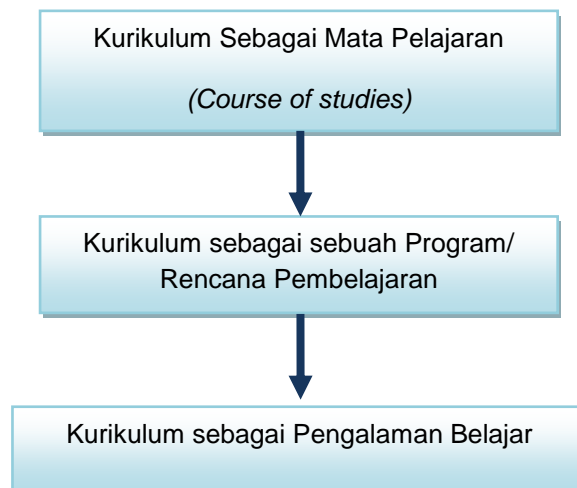 Kurikulum Sebagai Mata Pelajaran
(Course of studies)
Kurikulum sebagai sebuah Program/
Rencana Pembelajaran
Kurikulum sebagai Pengalaman Belajar